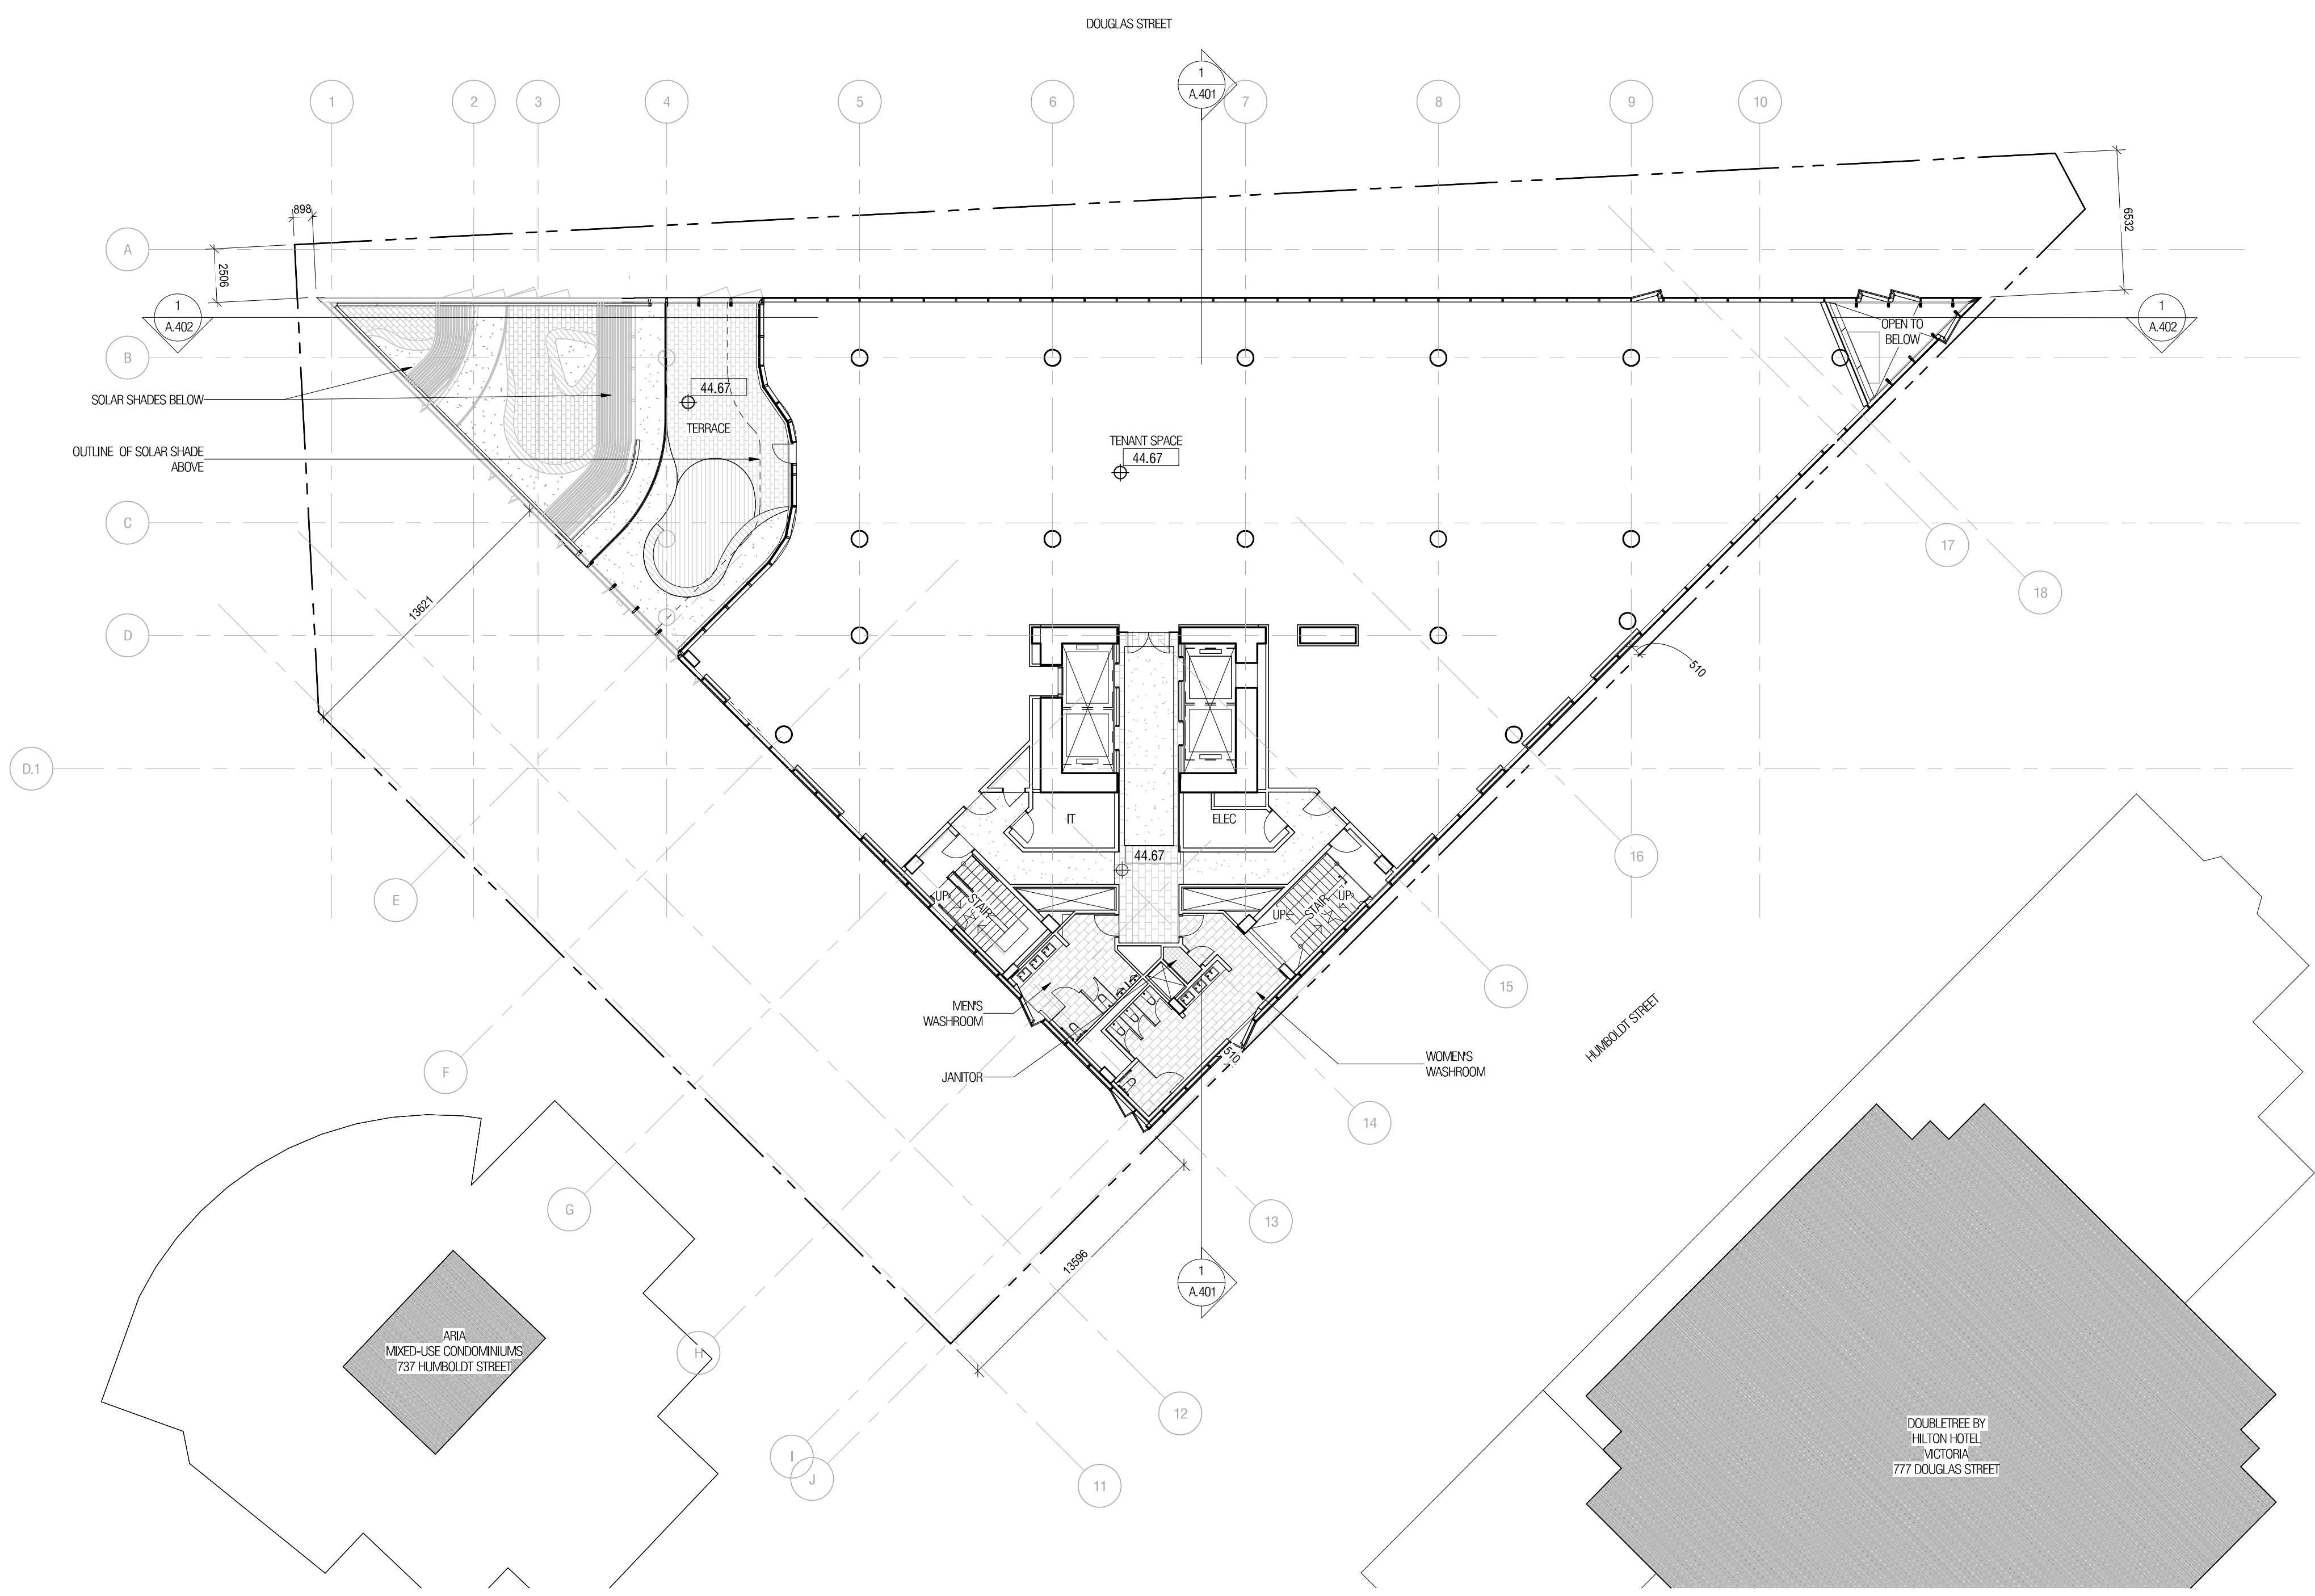 DOUGLAS STREET
1
A.401
1
2
3
4
5
6
7
8
9
10
898
6532
A
2506
1
A.402
1
A.402
OPEN TO
BELOW
B
44.67
SOLAR SHADES BELOW
TERRACE
TENANT SPACE
44.67
OUTLINE OF SOLAR SHADE
ABOVE
C
17
18
13621
D
510
D.1
IT
ELEC
44.67
16
E
UP
STAIR
UP
STAIR
UP
15
MEN'S
WASHROOM
HUMBOLDT STREET
510
WOMEN'S
WASHROOM
F
JANITOR
14
G
13
13596
1
A.401
ARIA
MIXED-USE CONDOMINIUMS
737 HUMBOLDT STREET
H
12
DOUBLETREE BY
HILTON HOTEL
VICTORIA
777 DOUGLAS STREET
I
J
11